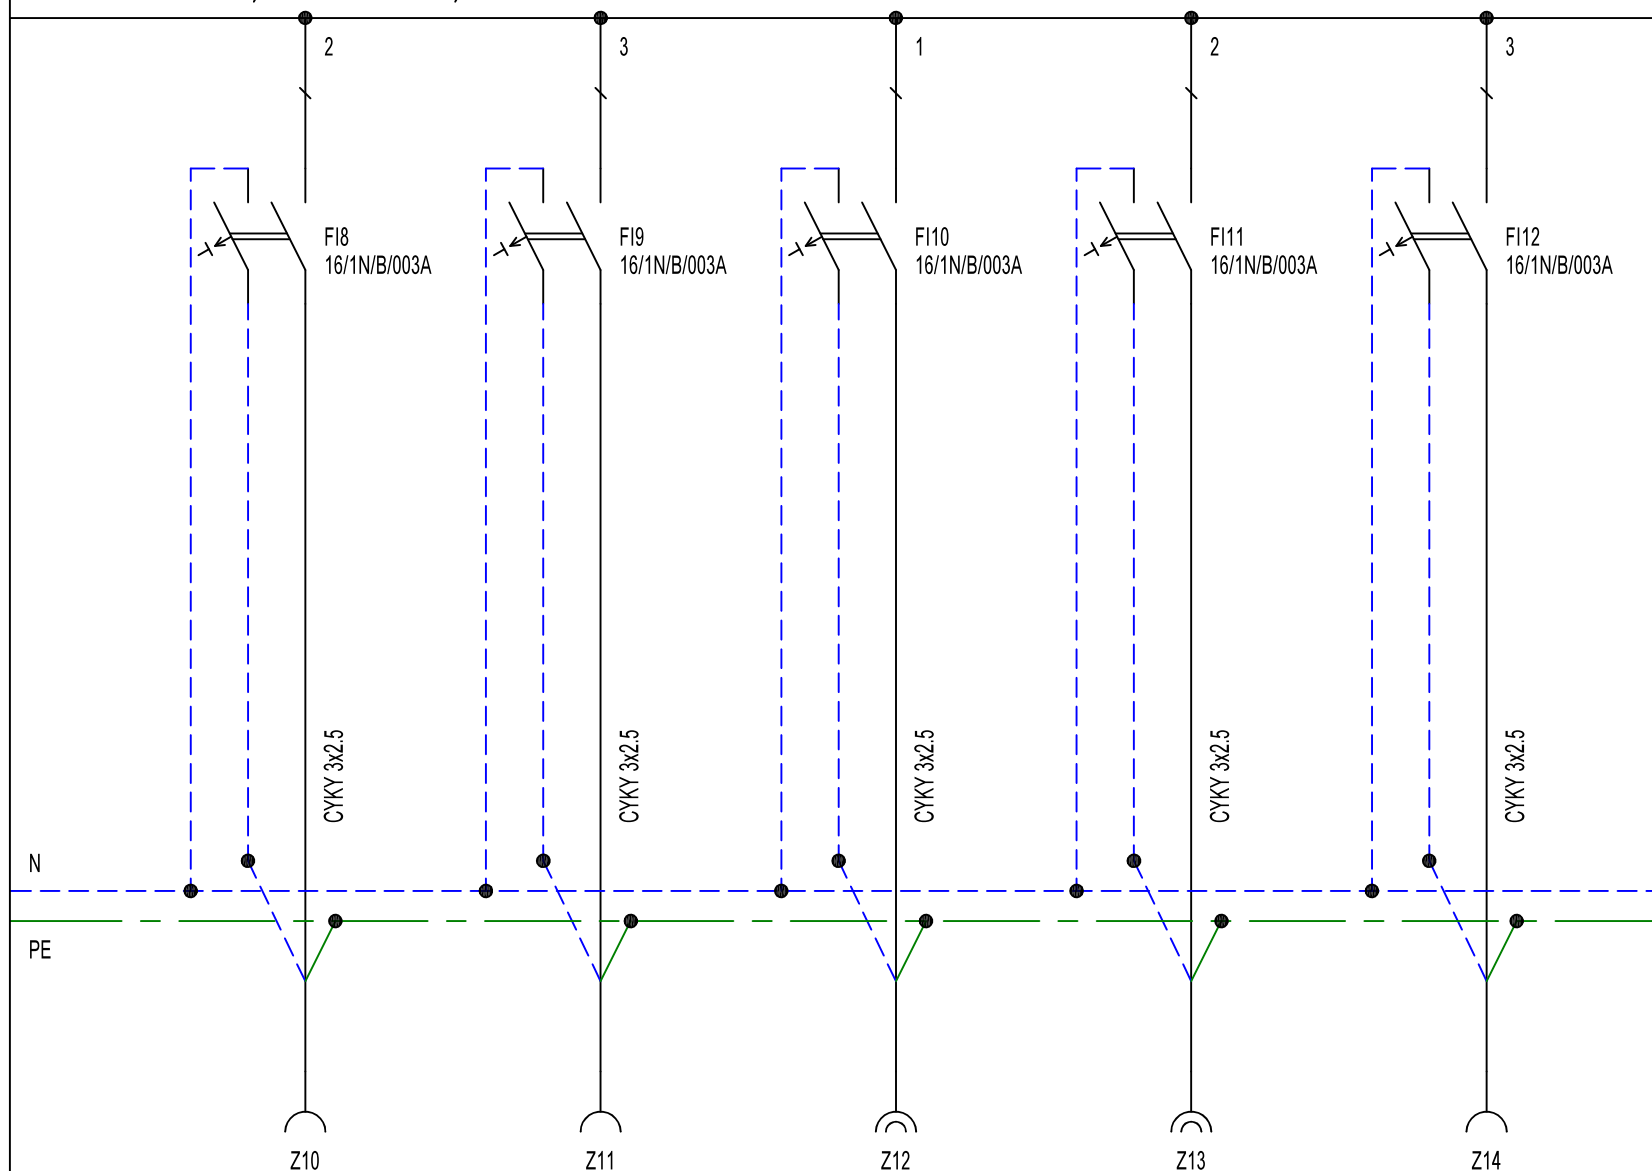 2
3
1
2
3
FI8
16/1N/B/003A
FI9
16/1N/B/003A
FI10
16/1N/B/003A
FI11
16/1N/B/003A
FI12
16/1N/B/003A
CYKY 3x2.5
CYKY 3x2.5
CYKY 3x2.5
CYKY 3x2.5
CYKY 3x2.5
N
PE
Z10
Z11
Z12
Z13
Z14